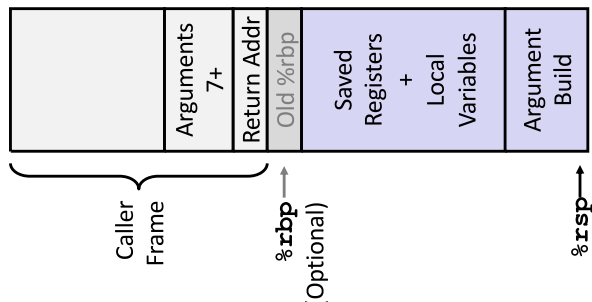 Caller
Frame
Arguments
7+
Return Addr
Old %rbp
%rbp
(Optional)
Saved
Registers
+
Local
Variables
Argument
Build
%rsp